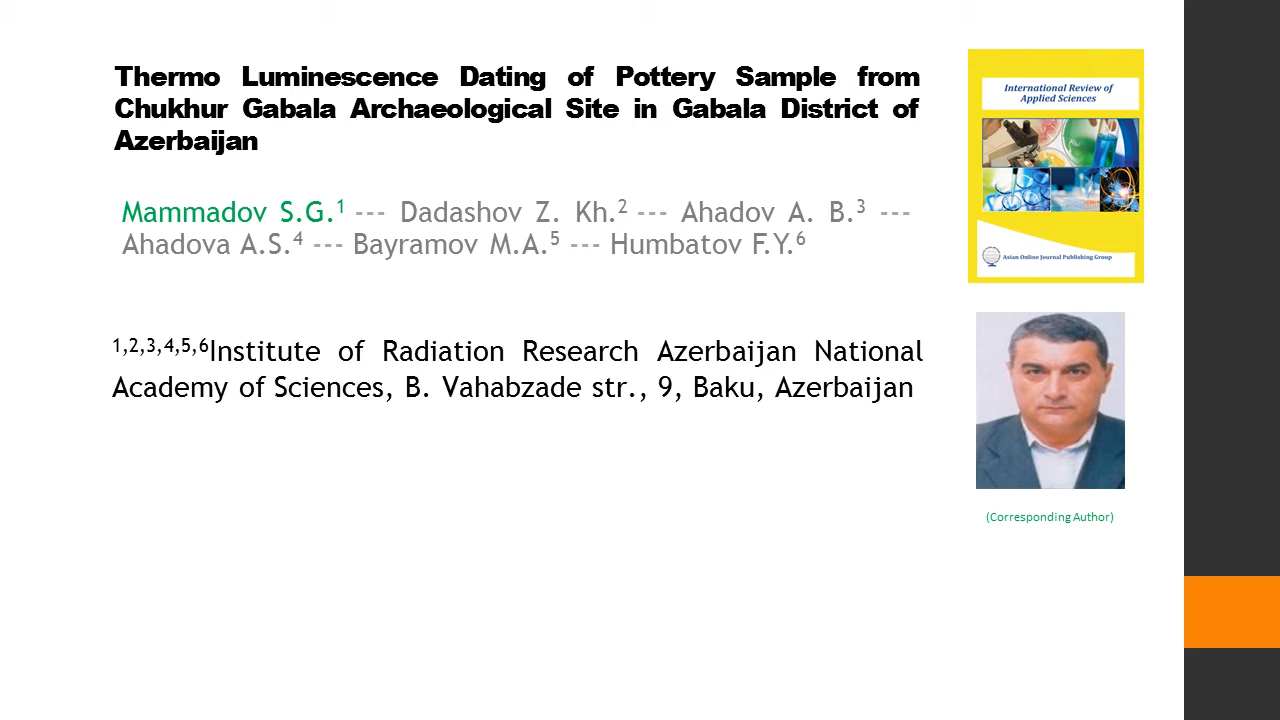 Thermo Luminescence Dating of Pottery Sample from
Chukhur Gabala Archaeological Site in Gabala District of
Azerbaijan
Mammadov S.G.¹ --- Dadashov Z. Kh.² --- Ahadov A. B.³ ---
Ahadova A.S.⁴ --- Bayramov M.A.⁵ --- Humbatov F.Y.⁶
¹,²,³,⁴,⁵,⁶Institute of Radiation Research Azerbaijan National
Academy of Sciences, B. Vahabzade str., 9, Baku, Azerbaijan
International Review of
Applied Sciences
Asian Online Journal Publishing Group
(Corresponding Author)